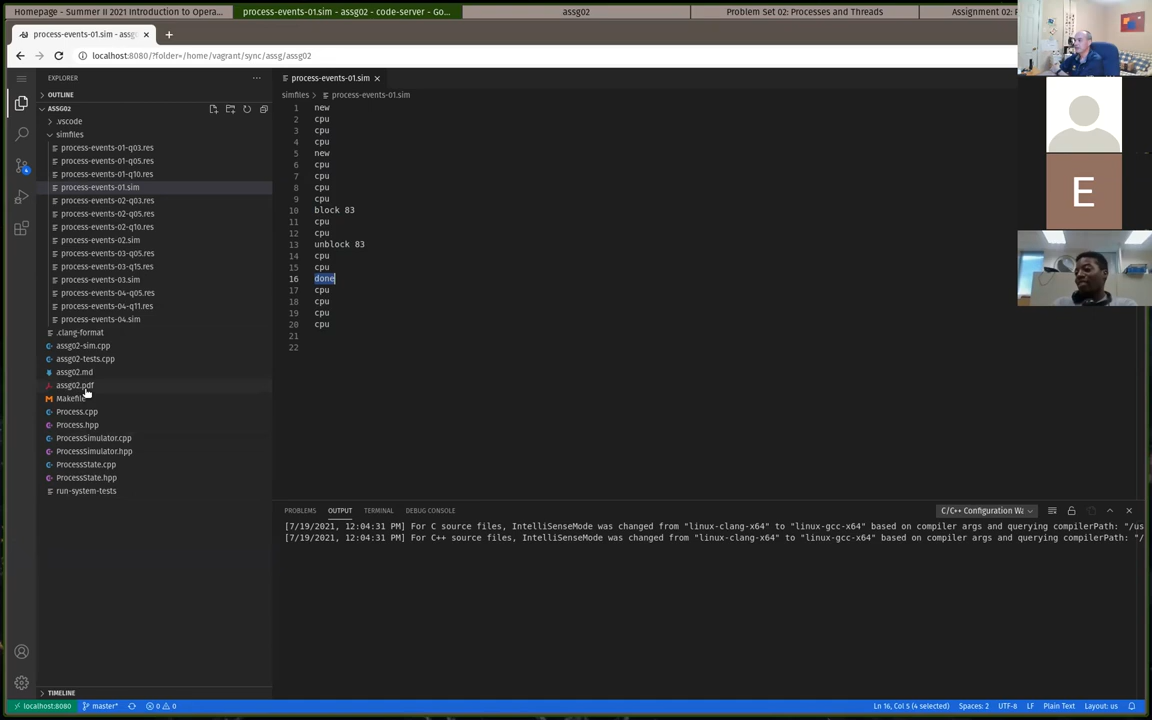 Homepage - Summer II 2021 Introduction to Opera...
process-events-01.sim - assg02 - code-server - Go...
assg02
Problem Set 02: Processes and Threads
Assignment 02: P
process-events-01.sim - assg
localhost:8080/?folder=/home/vagrant/sync/assg/assg02
EXPLORER
OUTLINE
ASSG02
.vscode
simfiles
process-events-01-q03.res
process-events-01-q05.res
process-events-01-q10.res
process-events-01.sim
process-events-02-q03.res
process-events-02-q05.res
process-events-02-q10.res
process-events-02.sim
process-events-03-q05.res
process-events-03-q15.res
process-events-03.sim
process-events-04-q05.res
process-events-04-q11.res
process-events-04.sim
.clang-format
assg02-sim.cpp
assg02-tests.cpp
assg02.md
assg02.pdf
Makefile
Process.cpp
Process.hpp
ProcessSimulator.cpp
ProcessSimulator.hpp
ProcessState.cpp
ProcessState.hpp
run-system-tests
TIMELINE
process-events-01.sim
simfiles > process-events-01.sim
1 new
2 cpu
3 cpu
4 cpu
5 new
6 cpu
7 cpu
8 cpu
9 cpu
10 block 83
11 cpu
12 cpu
13 unblock 83
14 cpu
15 cpu
16 done
17 cpu
18 cpu
19 cpu
20 cpu
21
22
E
PROBLEMS OUTPUT TERMINAL DEBUG CONSOLE
C/C++ Configuration Wa
[7/19/2021, 12:04:31 PM] For C source files, IntelliSenseMode was changed from "linux-clang-x64" to "linux-gcc-x64" based on compiler args and querying compilerPath: "/us
[7/19/2021, 12:04:31 PM] For C++ source files, IntelliSenseMode was changed from "linux-clang-x64" to "linux-gcc-x64" based on compiler args and querying compilerPath: "/
localhost:8080 master* 0 0 Ln 16, Col 5 (4 selected) Spaces: 2 UTF-8 LF Plain Text Layout: us